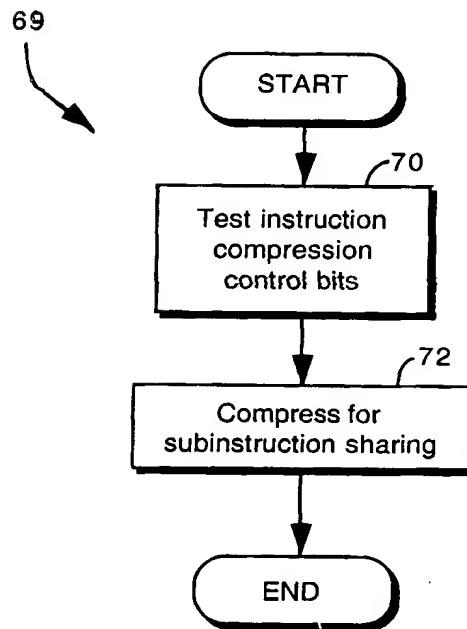 69
START
70
Test instruction
compression
control bits
72
Compress for
subinstruction sharing
END